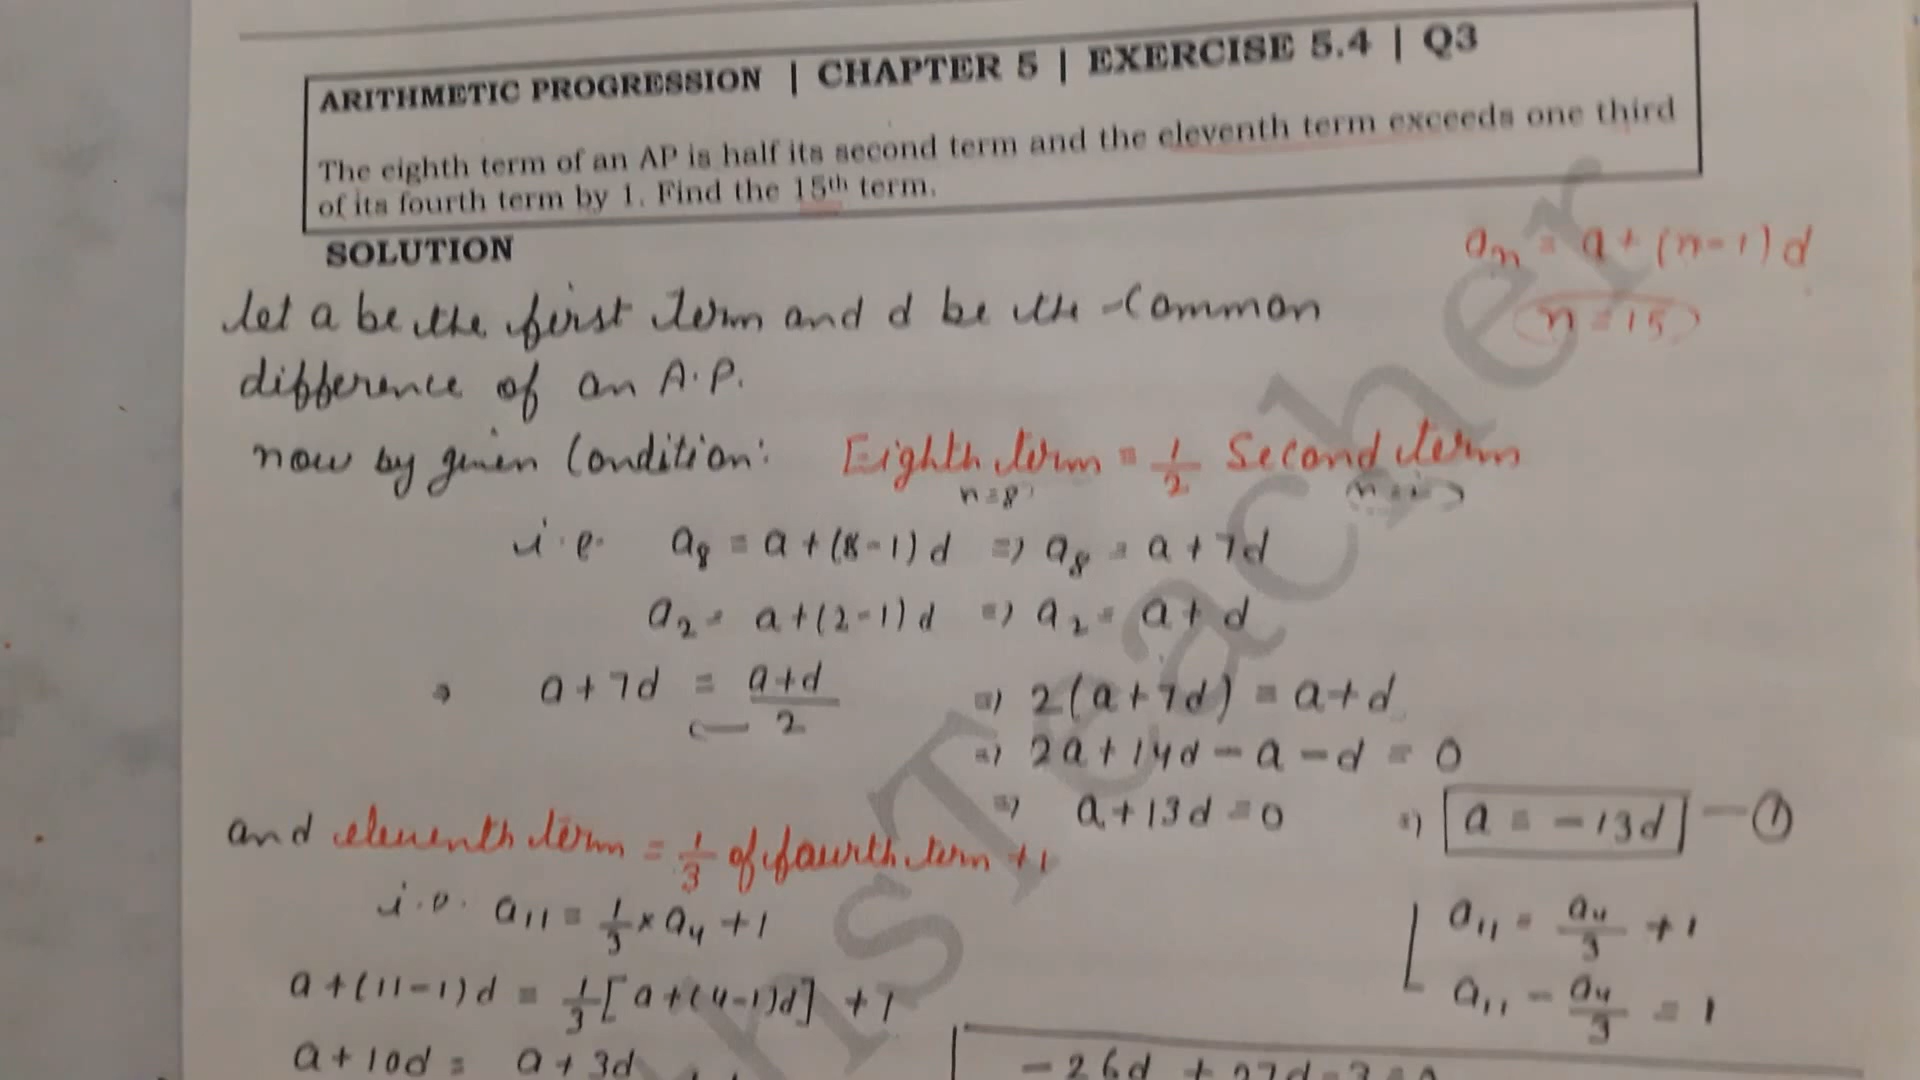 ARITHMETIC PROGRESSION | CHAPTER 5 | EXERCISE 5.4 | Q3
The eighth term of an AP is half its second term and the eleventh term exceeds one third
of its fourth term by 1. Find the 15th term.
SOLUTION
aₙ = a + (n-1)d
n = 15
let a be the first term and d be the common
difference of an A.P.
now by given Condition: Eighth term = 1/2 Second term
n=8
i.e. a₈ = a+(8-1)d ⇒ a₈ = a+7d
a₂ = a+(2-1)d ⇒ a₂ = a+d
⇒ a+7d = (a+d)/2 ⇒ 2(a+7d) = a+d
⇒ 2a+14d-a-d = 0
⇒ a+13d=0 ⇒ a = -13d —①
and eleventh term = 1/3 of fourth term +1
i.e. a₁₁ = 1/3 × a₄ + 1
a₁₁ = a₄/3 + 1
a₁₁ - a₄/3 = 1
a+(11-1)d = 1/3[a+(4-1)d] + 1
a+10d = a+3d
-26d + 27d-3=0
Teacher